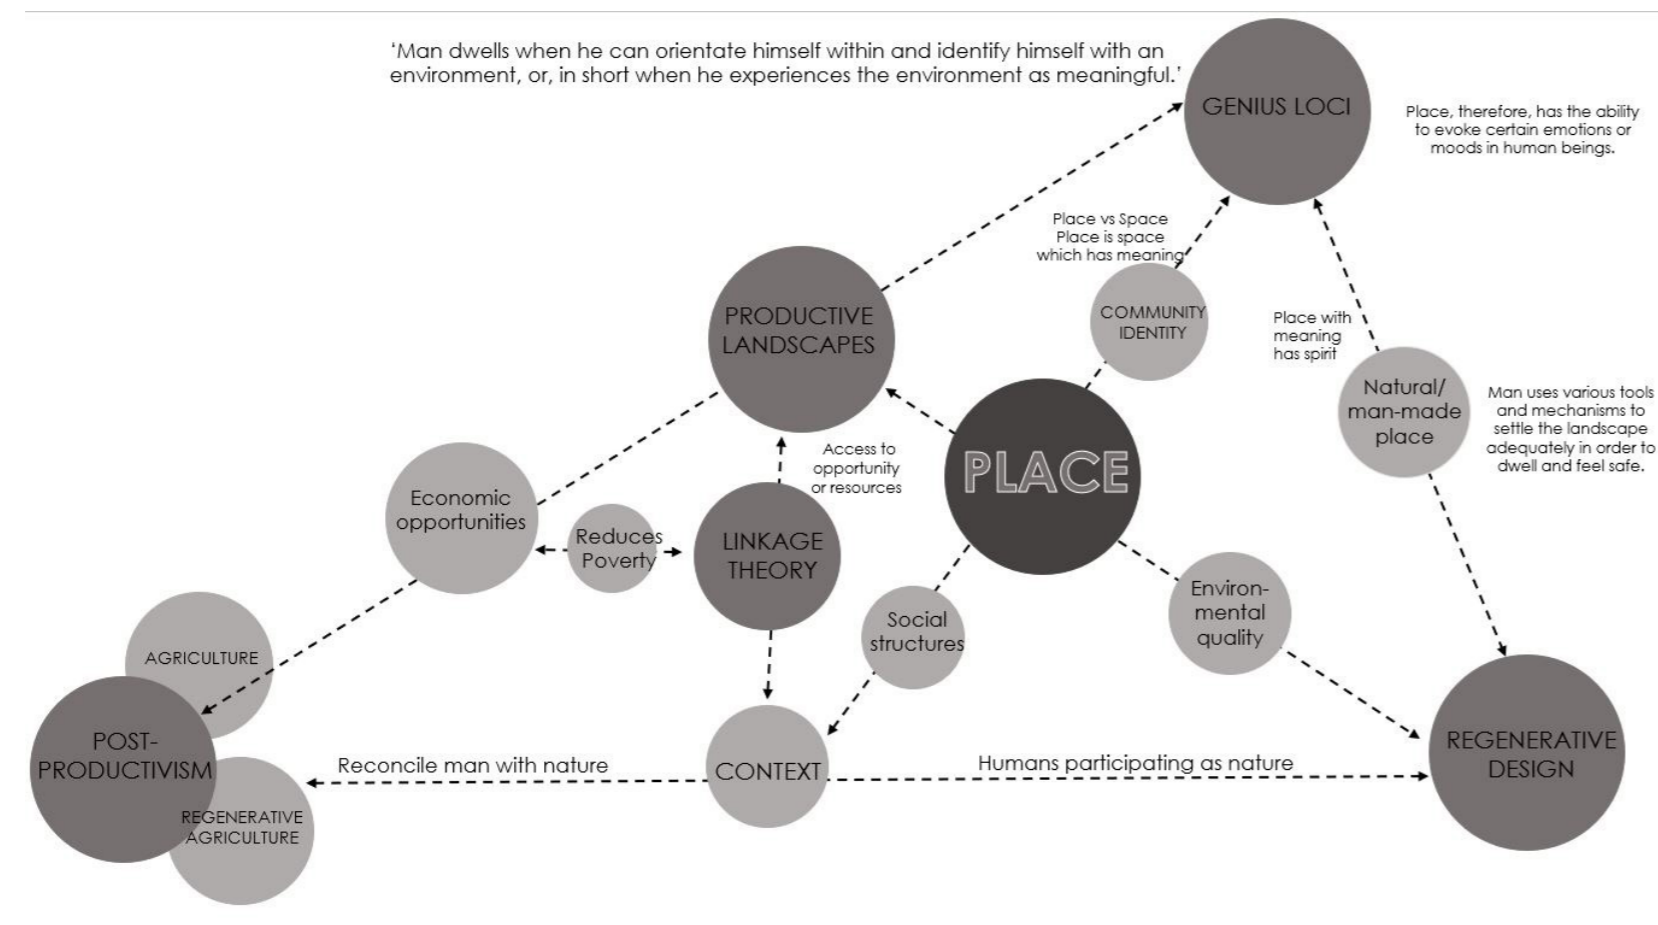 ‘Man dwells when he can orientate himself within and identify himself with an
environment, or, in short when he experiences the environment as meaningful.’
GENIUS LOCI
Place, therefore, has the ability
to evoke certain emotions or
moods in human beings.
Place vs Space
Place is space
which has meaning
COMMUNITY
IDENTITY
PRODUCTIVE
LANDSCAPES
Place with
meaning
has spirit
Natural/
man-made
place
Man uses various tools
and mechanisms to
settle the landscape
adequately in order to
dwell and feel safe.
Access to
opportunity
or resources
PLACE
Economic
opportunities
Reduces
Poverty
LINKAGE
THEORY
Social
structures
Environ-
mental
quality
AGRICULTURE
POST-
PRODUCTIVISM
REGENERATIVE
AGRICULTURE
Reconcile man with nature
CONTEXT
Humans participating as nature
REGENERATIVE
DESIGN